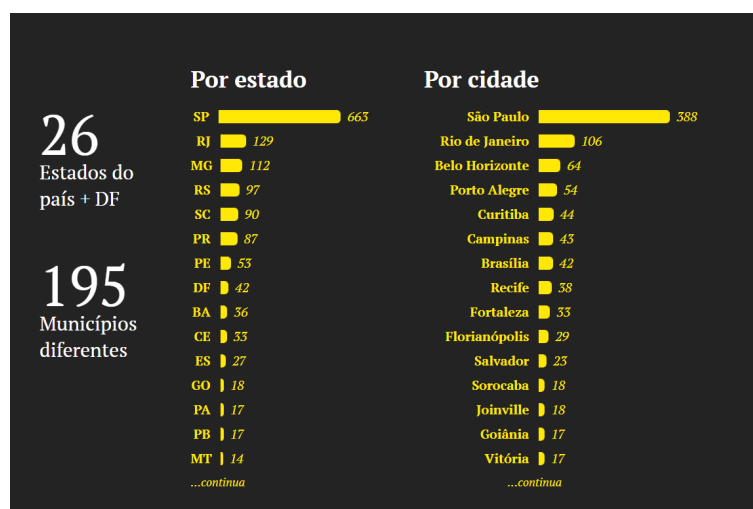 26
Estados do
país + DF
195
Municípios
diferentes
Por estado
SP 663
RJ 129
MG 112
RS 97
SC 90
PR 87
PE 53
DF 42
BA 36
CE 33
ES 27
GO 18
PA 17
PB 17
MT 14
...continua
Por cidade
São Paulo 388
Rio de Janeiro 106
Belo Horizonte 64
Porto Alegre 54
Curitiba 44
Campinas 43
Brasília 42
Recife 38
Fortaleza 33
Florianópolis 29
Salvador 23
Sorocaba 18
Joinville 18
Goiânia 17
Vitória 17
...continua